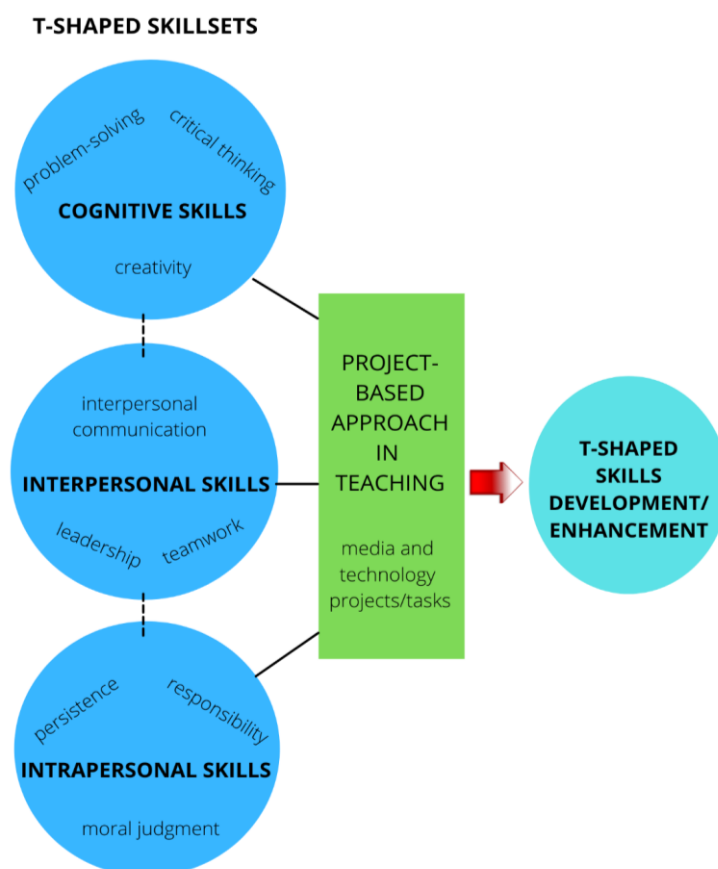 T-SHAPED SKILLSETS
problem-solving
critical thinking
COGNITIVE SKILLS
creativity
interpersonal
communication
INTERPERSONAL SKILLS
leadership
teamwork
persistence
responsibility
INTRAPERSONAL SKILLS
moral judgment
PROJECT-
BASED
APPROACH
IN
TEACHING
media and
technology
projects/tasks
T-SHAPED
SKILLS
DEVELOPMENT/
ENHANCEMENT